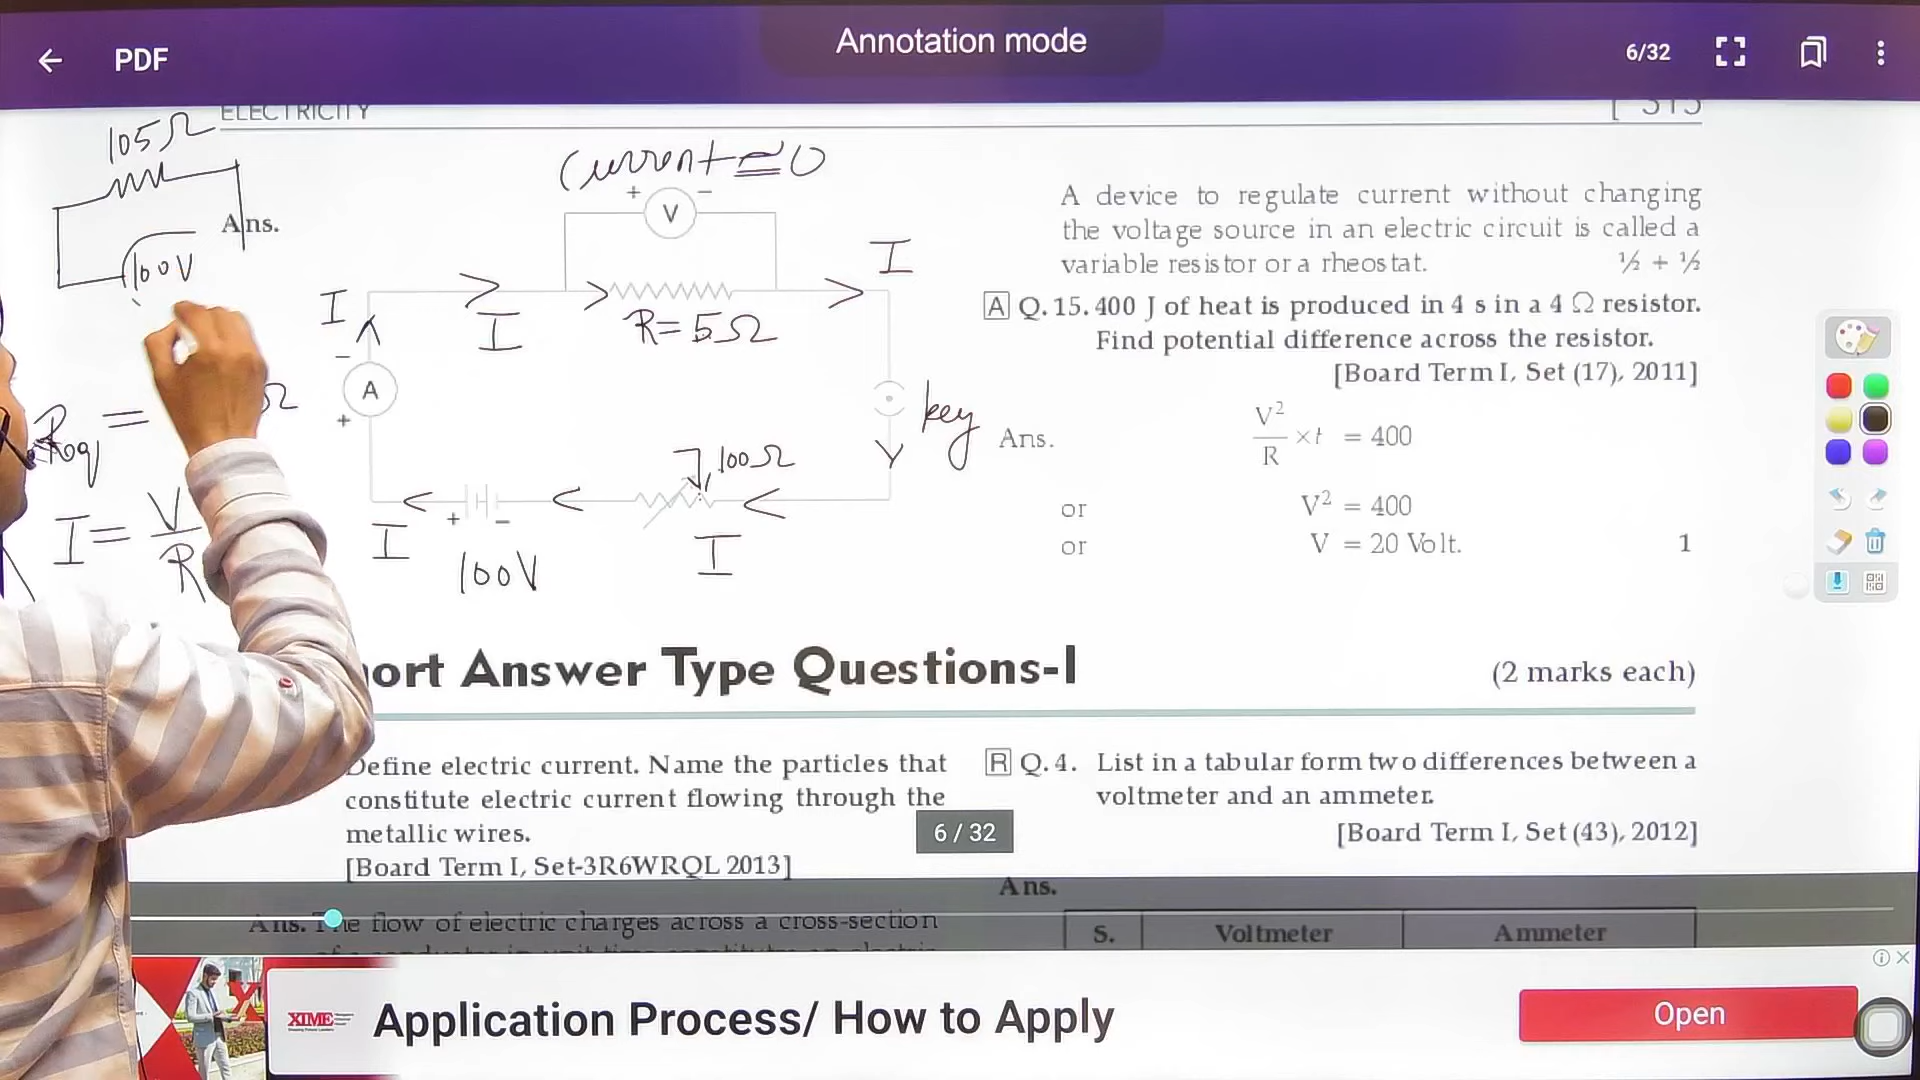 Annotation mode
PDF
6/32
ELECTRICITY
[ 315
105Ω
Current ≅ 0
+ V −
Ans.
100V
I
I
I
R=5Ω
−
A
+
key
Req =
Ω
100Ω
I = V/R
I
+ −
100V
I
A device to regulate current without changing
the voltage source in an electric circuit is called a
variable resistor or a rheostat. ½ + ½
A Q. 15. 400 J of heat is produced in 4 s in a 4 Ω resistor.
Find potential difference across the resistor.
[Board Term I, Set (17), 2011]
Ans. V²/R × t = 400
or V² = 400
or V = 20 Volt. 1
ort Answer Type Questions-I (2 marks each)
Define electric current. Name the particles that
constitute electric current flowing through the
metallic wires.
[Board Term I, Set-3R6WRQL 2013]
Ans. The flow of electric charges across a cross-section
R Q. 4. List in a tabular form two differences between a
voltmeter and an ammeter.
[Board Term I, Set (43), 2012]
6 / 32
Ans.
S. Voltmeter Ammeter
XIME
Application Process/ How to Apply
Open